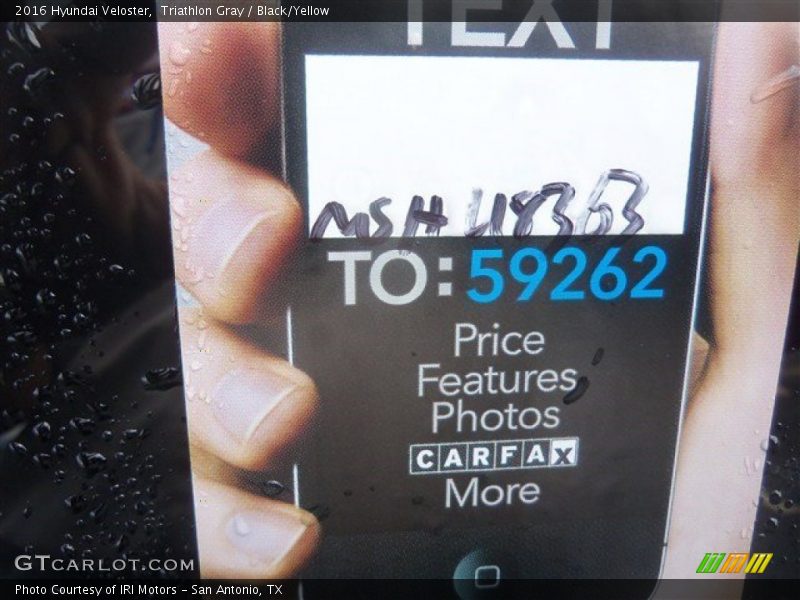 2016 Hyundai Veloster, Triathlon Gray / Black/Yellow
TEXT
MSH 48363
TO: 59262
Price
Features
Photos
CARFAX
More
GTCARLOT.COM
Photo Courtesy of IRI Motors - San Antonio, TX